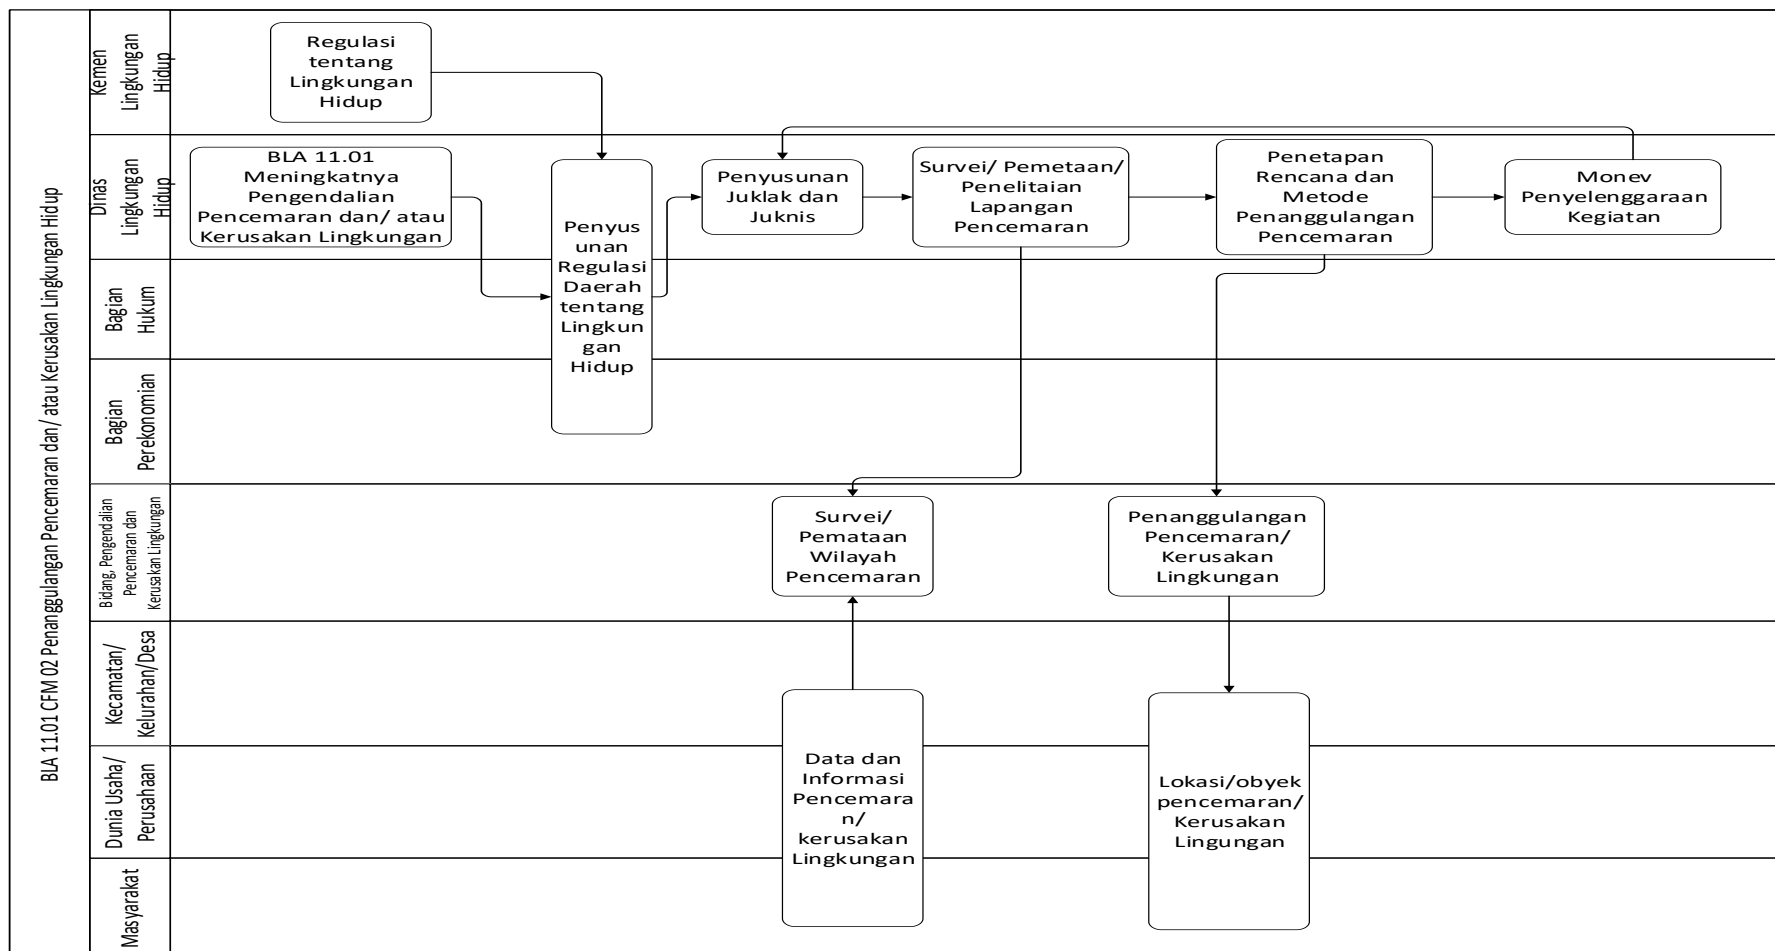 BLA 11.01 CFM 02 Penanggulangan Pencemaran dan/ atau Kerusakan Lingkungan Hidup
Kemen
Lingkungan
Hidup
Regulasi
tentang
Lingkungan
Hidup
Dinas
Lingkungan
Hidup
BLA 11.01
Meningkatnya
Pengendalian
Pencemaran dan/ atau
Kerusakan Lingkungan
Penyus
unan
Regulasi
Daerah
tentang
Lingkun
gan
Hidup
Penyusunan
Juklak dan
Juknis
Survei/ Pemetaan/
Penelitaian
Lapangan
Pencemaran
Penetapan
Rencana dan
Metode
Penanggulangan
Pencemaran
Monev
Penyelenggaraan
Kegiatan
Bagian
Hukum
Bagian
Perekonomian
Bidang, Pengendalian
Pencemaran dan
Kerusakan Lingkungan
Survei/
Pemataan
Wilayah
Pencemaran
Penanggulangan
Pencemaran/
Kerusakan
Lingkungan
Kecamatan/
Kelurahan/Desa
Dunia Usaha/
Perusahaan
Data dan
Informasi
Pencemara
n/
kerusakan
Lingkungan
Lokasi/obyek
pencemaran/
Kerusakan
Lingungan
Masyarakat